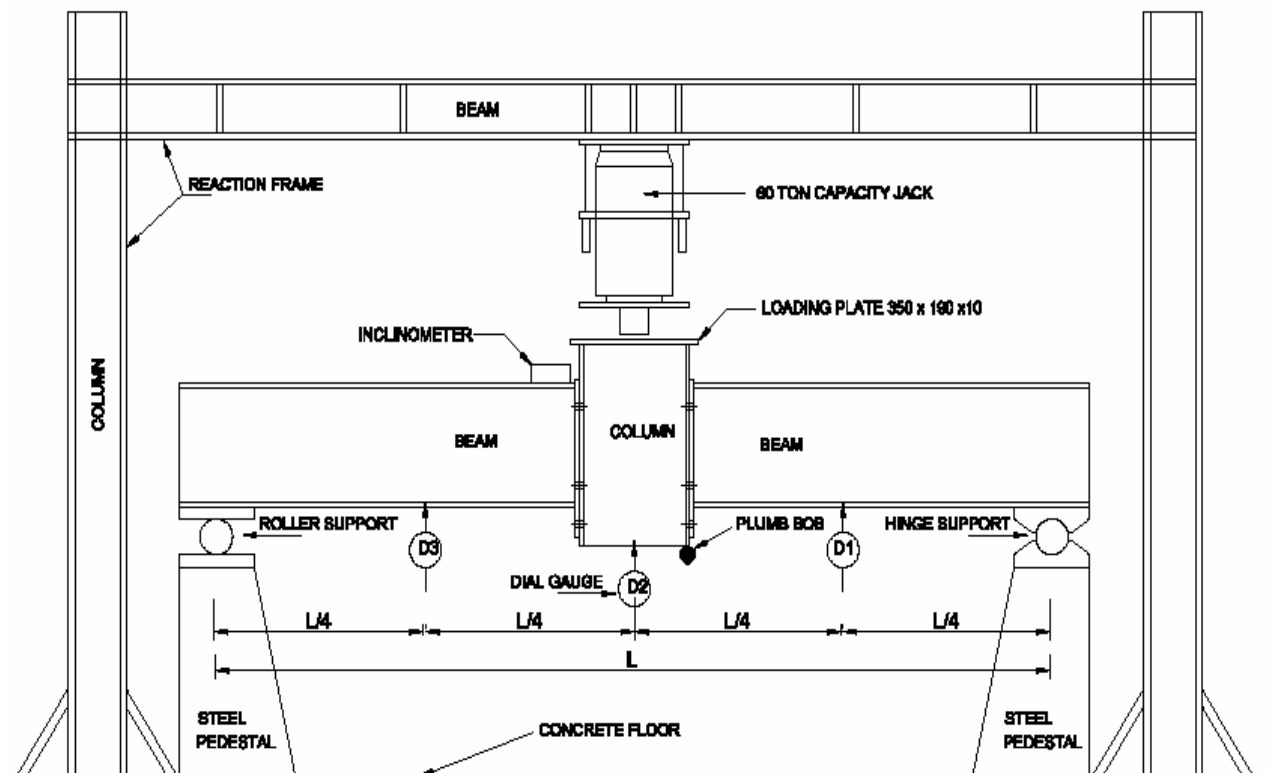 BEAM
REACTION FRAME
60 TON CAPACITY JACK
LOADING PLATE 350 x 190 x10
INCLINOMETER
COLUMN
COLUMN
BEAM
BEAM
ROLLER SUPPORT
PLUMB BOB
HINGE SUPPORT
D3
D1
DIAL GAUGE
D2
L/4
L/4
L/4
L/4
L
STEEL
PEDESTAL
CONCRETE FLOOR
STEEL
PEDESTAL